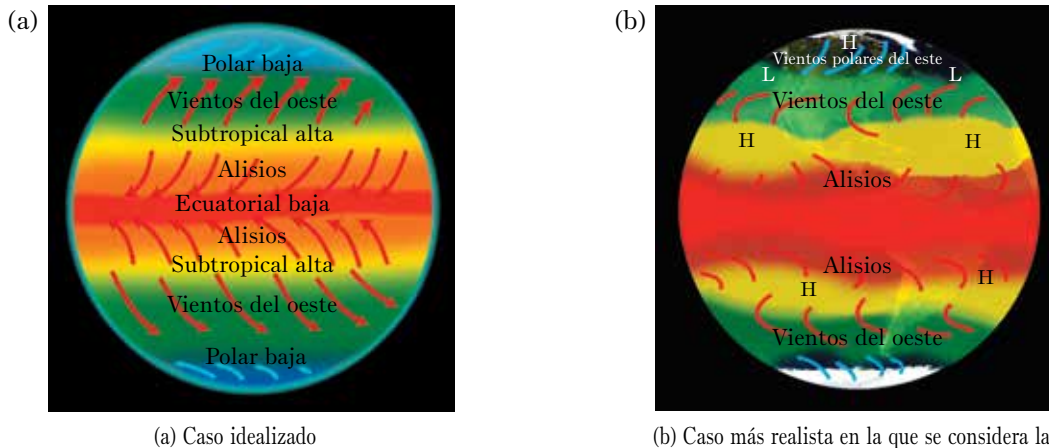 (a)
Polar baja
Vientos del oeste
Subtropical alta
Alisios
Ecuatorial baja
Alisios
Subtropical alta
Vientos del oeste
Polar baja
(a) Caso idealizado
(b)
H
Vientos polares del este
L
L
Vientos del oeste
H
H
Alisios
Alisios
H
H
Vientos del oeste
(b) Caso más realista en la que se considera la